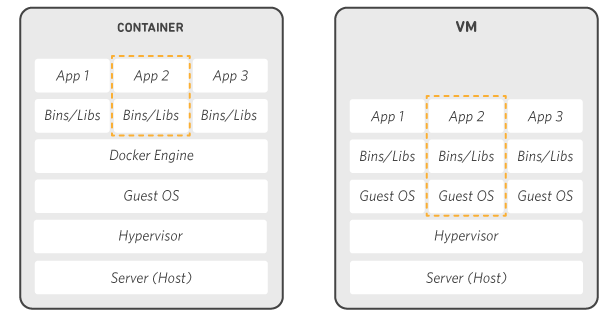 CONTAINER
App 1 App 2 App 3
Bins/Libs Bins/Libs Bins/Libs
Docker Engine
Guest OS
Hypervisor
Server (Host)
VM
App 1 App 2 App 3
Bins/Libs Bins/Libs Bins/Libs
Guest OS Guest OS Guest OS
Hypervisor
Server (Host)